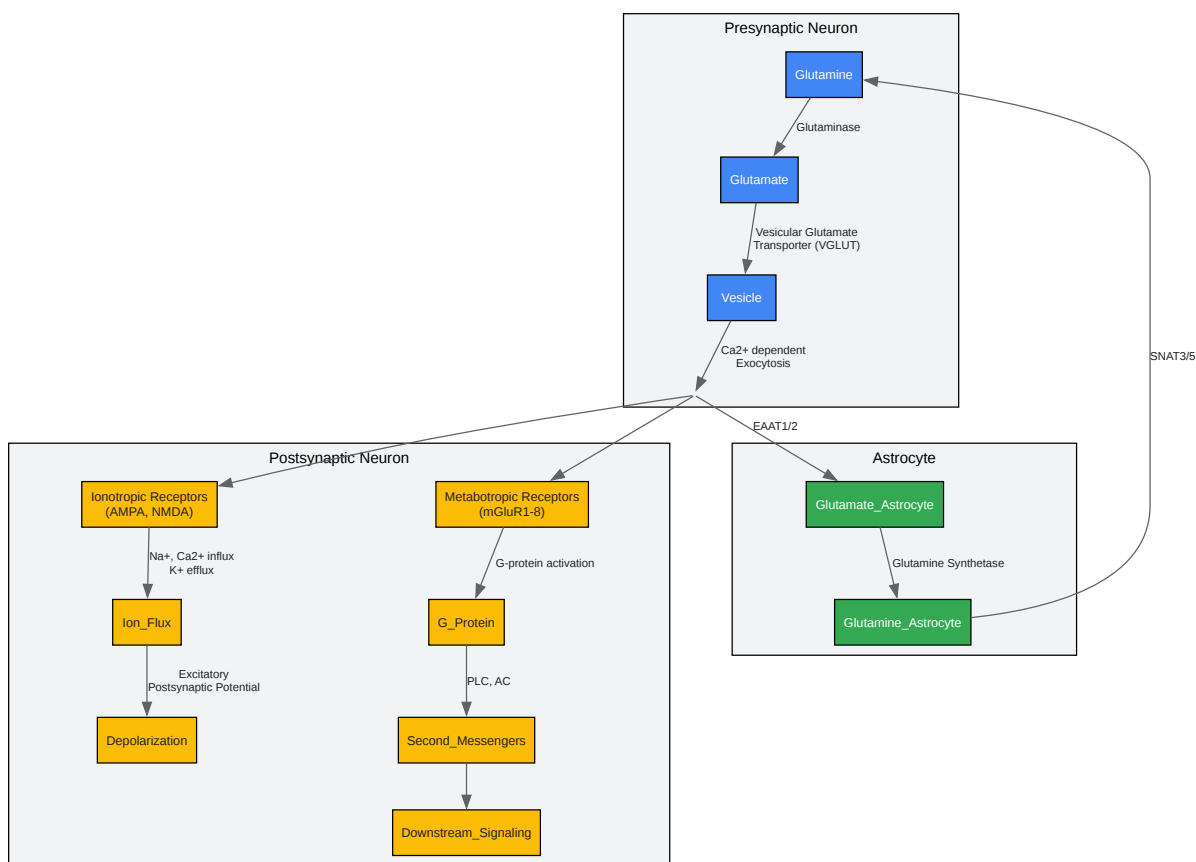 Presynaptic Neuron
Glutamine
Glutaminase
Glutamate
Vesicular Glutamate
Transporter (VGLUT)
Vesicle
Ca2+ dependent
Exocytosis
SNAT3/5
EAAT1/2
Postsynaptic Neuron
Ionotropic Receptors
(AMPA, NMDA)
Na+, Ca2+ influx
K+ efflux
Ion_Flux
Excitatory
Postsynaptic Potential
Depolarization
Metabotropic Receptors
(mGluR1-8)
G-protein activation
G_Protein
PLC, AC
Second_Messengers
Downstream_Signaling
Astrocyte
Glutamate_Astrocyte
Glutamine Synthetase
Glutamine_Astrocyte